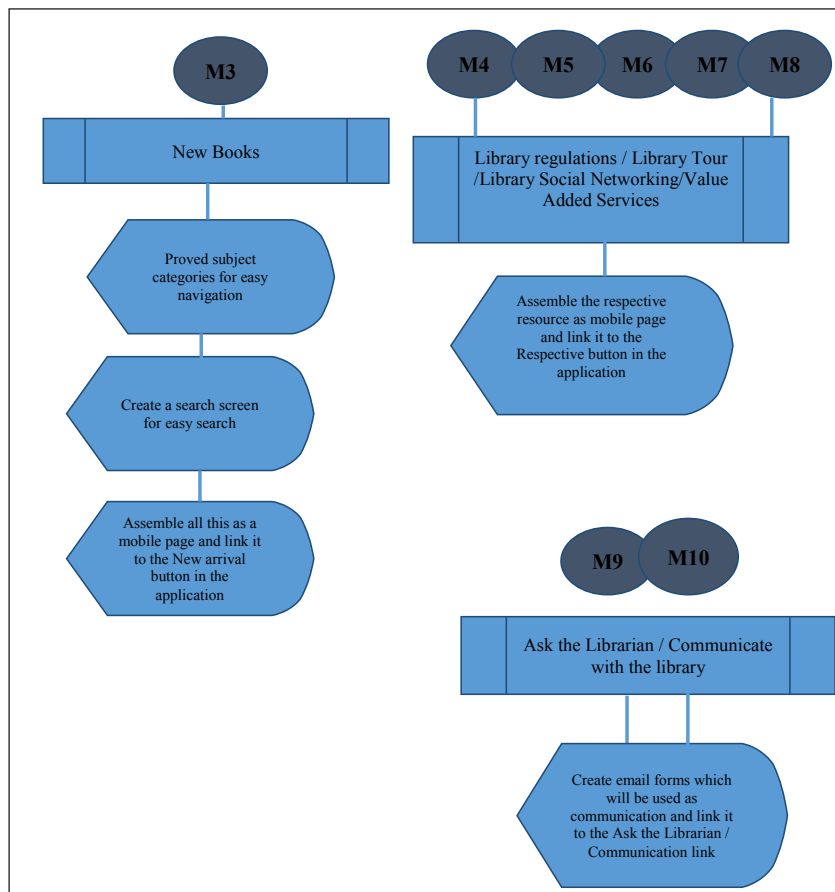 M3
New Books
Proved subject
categories for easy
navigation
Create a search screen
for easy search
Assemble all this as a
mobile page and link it
to the New arrival
button in the
application
M4 M5 M6 M7 M8
Library regulations / Library Tour
/Library Social Networking/Value
Added Services
Assemble the respective
resource as mobile page
and link it to the
Respective button in the
application
M9 M10
Ask the Librarian / Communicate
with the library
Create email forms which
will be used as
communication and link it
to the Ask the Librarian /
Communication link